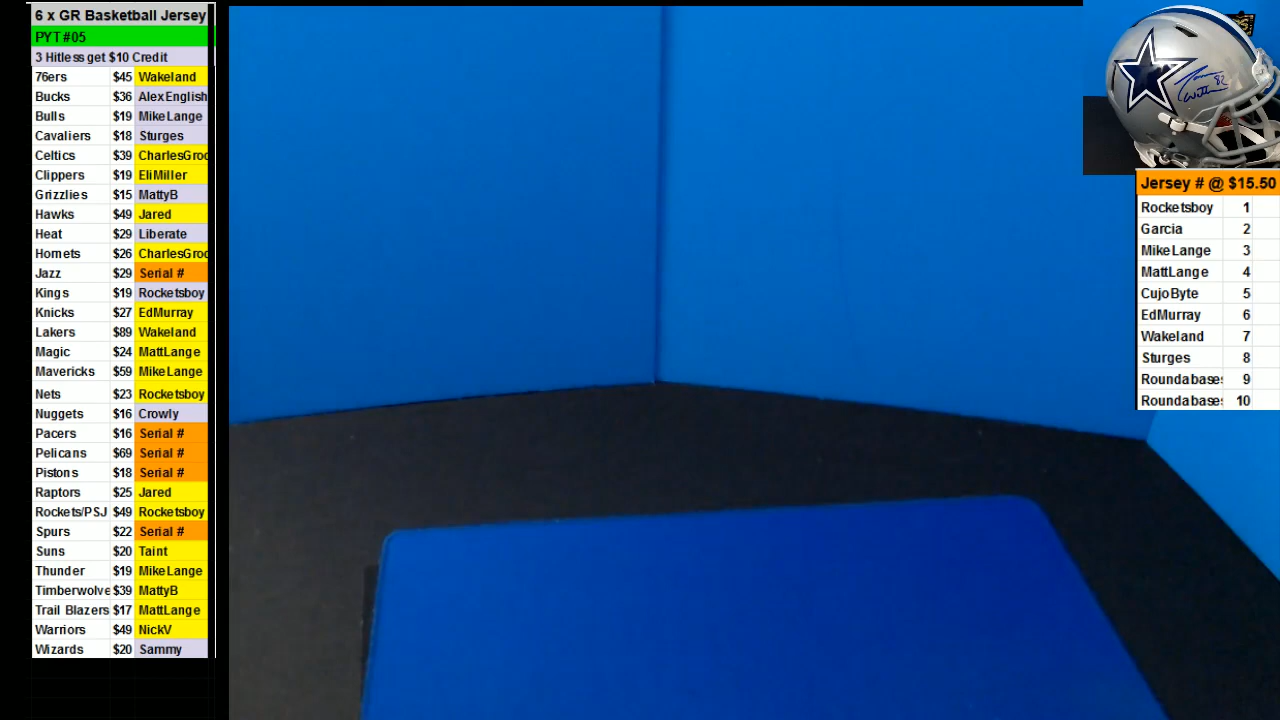 6 x GR Basketball Jersey
PYT #05
3 Hitless get $10 Credit
76ers $45 Wakeland
Bucks $36 AlexEnglish
Bulls $19 MikeLange
Cavaliers $18 Sturges
Celtics $39 CharlesGroo
Clippers $19 EliMiller
Grizzlies $15 MattyB
Hawks $49 Jared
Heat $29 Liberate
Hornets $26 CharlesGroo
Jazz $29 Serial #
Kings $19 Rocketsboy
Knicks $27 EdMurray
Lakers $89 Wakeland
Magic $24 MattLange
Mavericks $59 MikeLange
Nets $23 Rocketsboy
Nuggets $16 Crowly
Pacers $16 Serial #
Pelicans $69 Serial #
Pistons $18 Serial #
Raptors $25 Jared
Rockets/PSJ $49 Rocketsboy
Spurs $22 Serial #
Suns $20 Taint
Thunder $19 MikeLange
Timberwolve $39 MattyB
Trail Blazers $17 MattLange
Warriors $49 NickV
Wizards $20 Sammy
Jersey # @ $15.50
Rocketsboy 1
Garcia 2
MikeLange 3
MattLange 4
CujoByte 5
EdMurray 6
Wakeland 7
Sturges 8
Roundabases 9
Roundabases 10